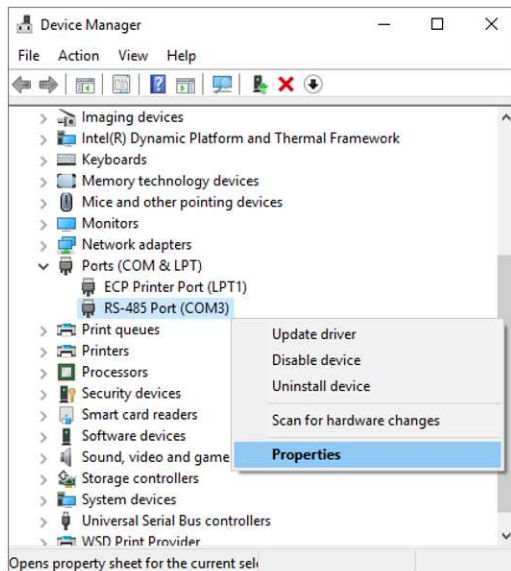 Device Manager
File Action View Help
Imaging devices
Intel(R) Dynamic Platform and Thermal Framework
Keyboards
Memory technology devices
Mice and other pointing devices
Monitors
Network adapters
Ports (COM & LPT)
ECP Printer Port (LPT1)
RS-485 Port (COM3)
Print queues
Printers
Processors
Security devices
Smart card readers
Software devices
Sound, video and game
Storage controllers
System devices
Universal Serial Bus controllers
WSD Print Provider
Update driver
Disable device
Uninstall device
Scan for hardware changes
Properties
Opens property sheet for the current sel